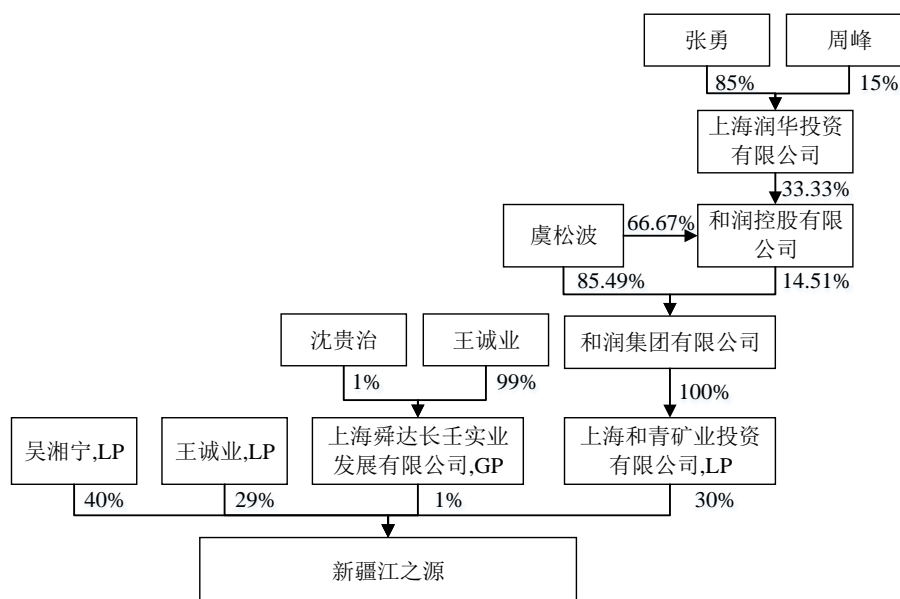 张勇
周峰
85%
15%
上海润华投资
有限公司
33.33%
虞松波
66.67%
和润控股有限
公司
85.49%
14.51%
沈贵治
王诚业
和润集团有限公司
1%
99%
100%
吴湘宁,LP
王诚业,LP
上海舜达长壬实业
发展有限公司,GP
上海和青矿业投资
有限公司,LP
40%
29%
1%
30%
新疆江之源